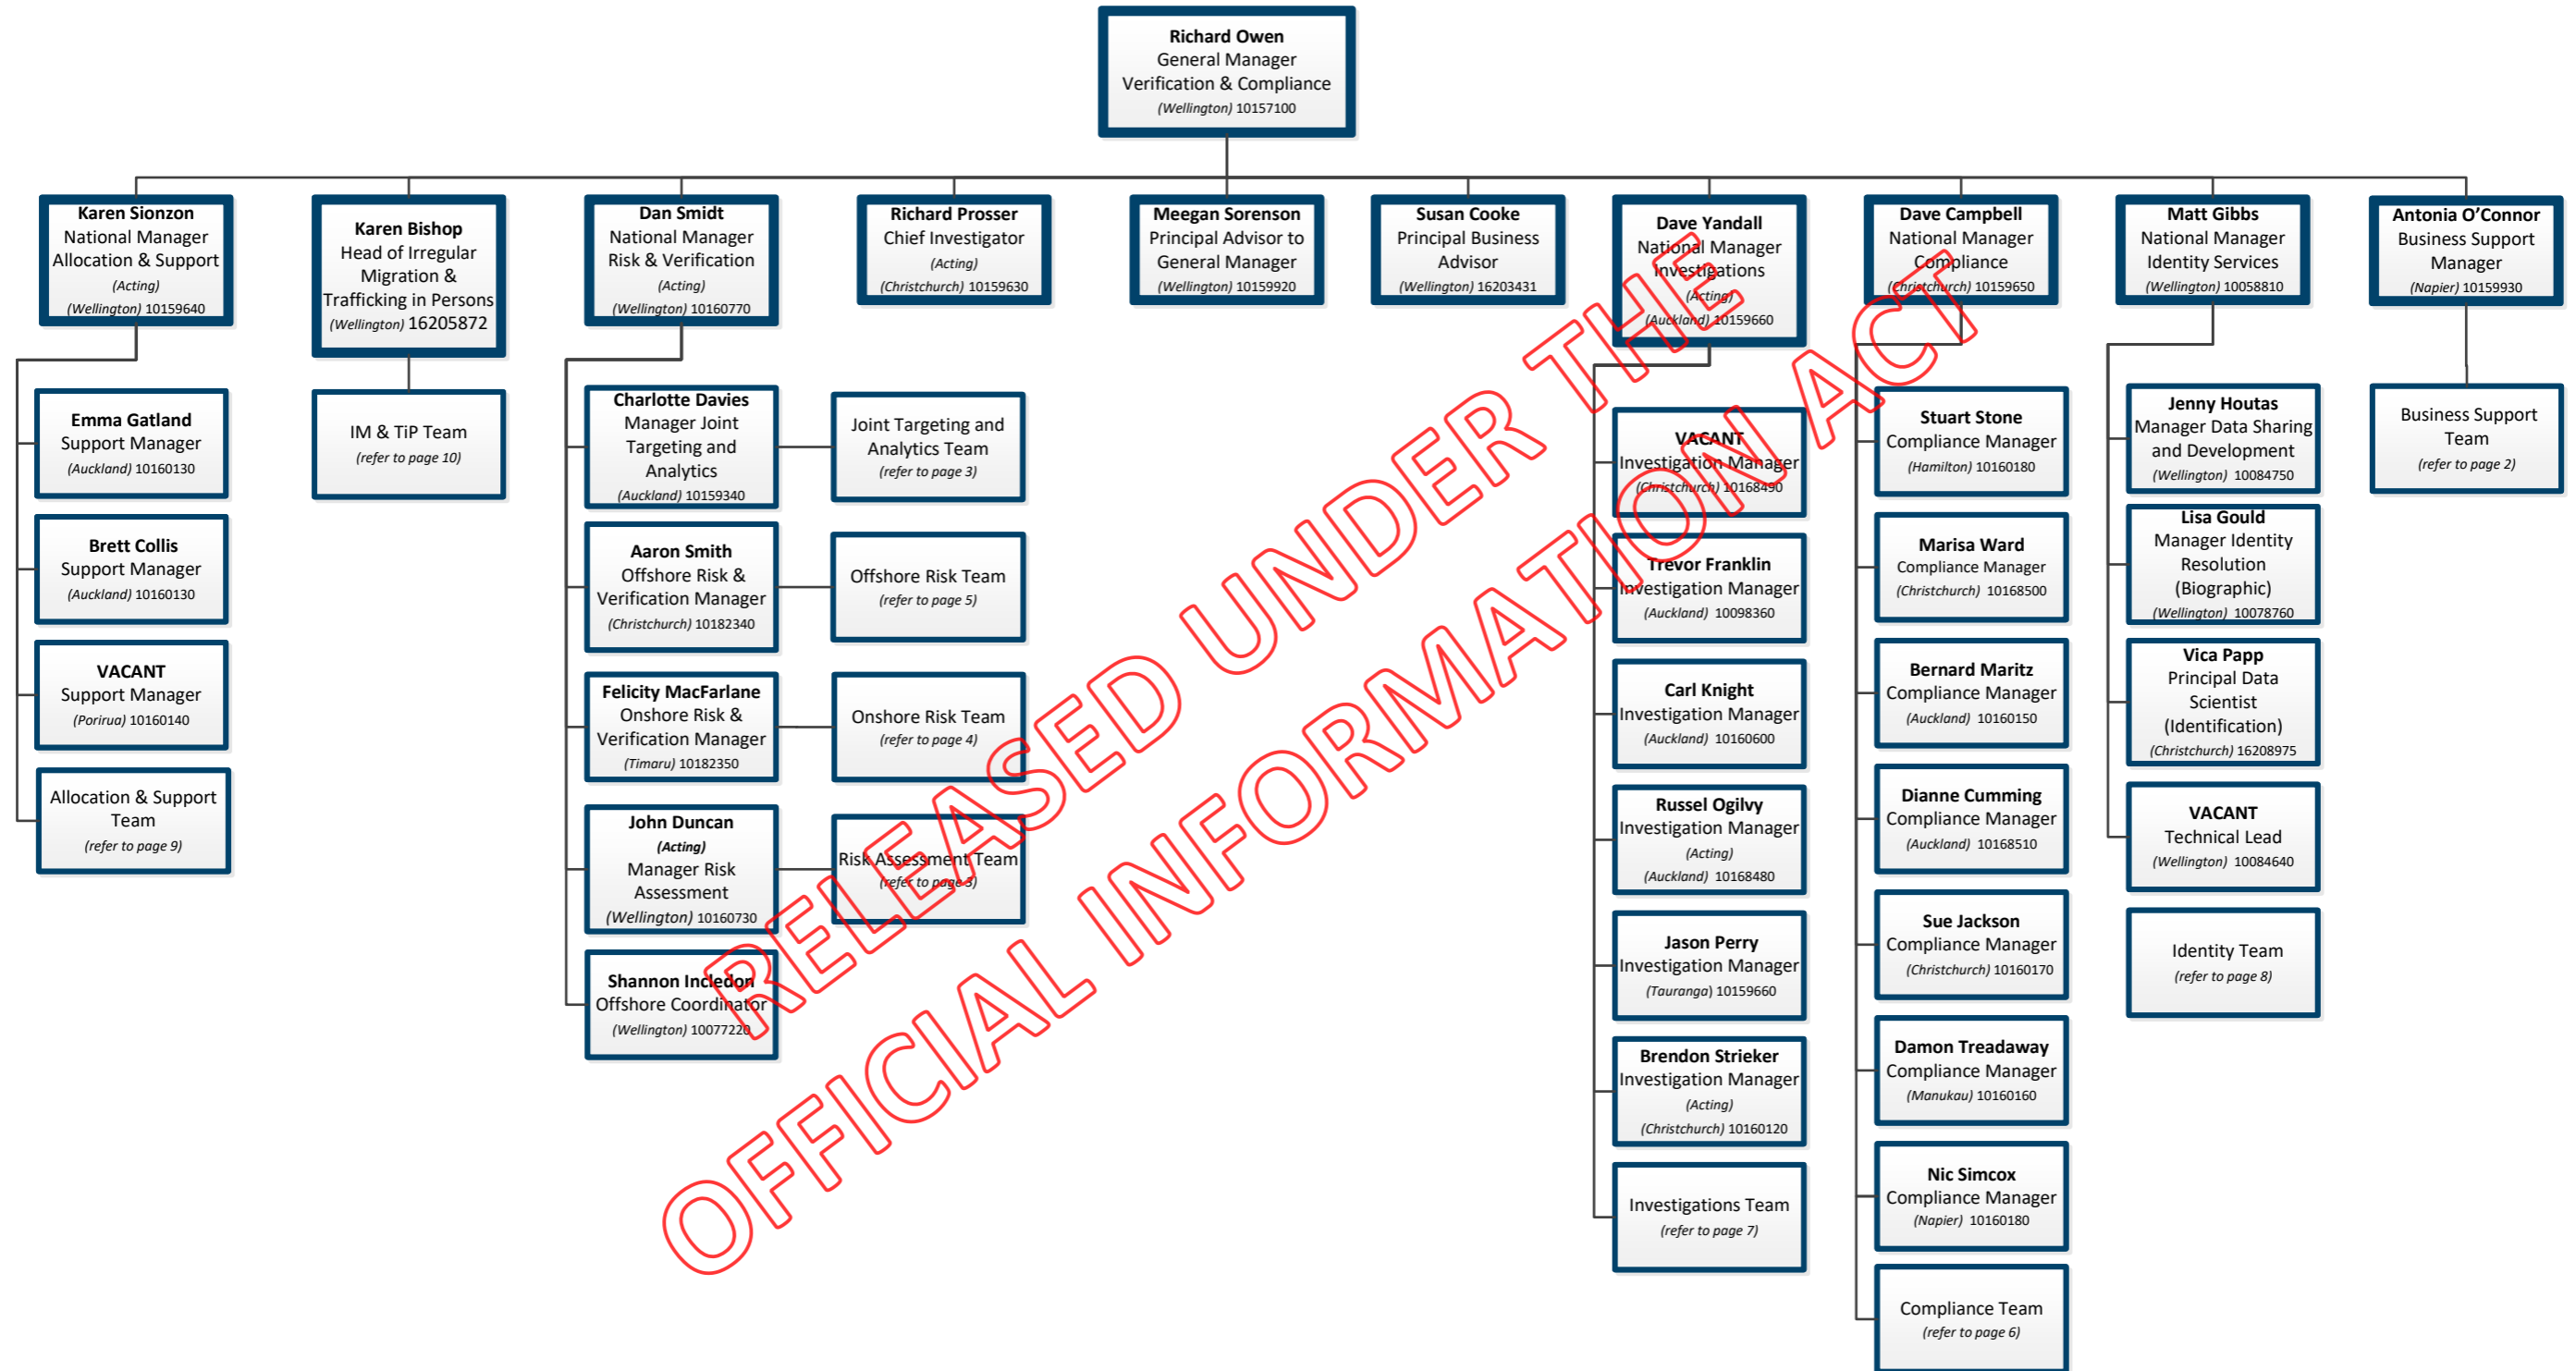 Richard Owen
General Manager
Verification & Compliance
(Wellington) 10157100
Karen Sionzon
National Manager
Allocation & Support
(Acting)
(Wellington) 10159640
Karen Bishop
Head of Irregular
Migration &
Trafficking in Persons
(Wellington) 16205872
Dan Smidt
National Manager
Risk & Verification
(Acting)
(Wellington) 10160770
Richard Prosser
Chief Investigator
(Acting)
(Christchurch) 10159630
Meegan Sorenson
Principal Advisor to
General Manager
(Wellington) 10159920
Susan Cooke
Principal Business
Advisor
(Wellington) 16203431
Dave Yandall
National Manager
Investigations
(Acting)
(Auckland) 10159660
Dave Campbell
National Manager
Compliance
(Christchurch) 10159650
Matt Gibbs
National Manager
Identity Services
(Wellington) 10058810
Antonia O'Connor
Business Support
Manager
(Napier) 10159930
Emma Gatland
Support Manager
(Auckland) 10160130
Brett Collis
Support Manager
(Auckland) 10160130
VACANT
Support Manager
(Porirua) 10160140
Allocation & Support
Team
(refer to page 9)
IM & TiP Team
(refer to page 10)
Charlotte Davies
Manager Joint
Targeting and
Analytics
(Auckland) 10159340
Joint Targeting and
Analytics Team
(refer to page 3)
Aaron Smith
Offshore Risk &
Verification Manager
(Christchurch) 10182340
Offshore Risk Team
(refer to page 5)
Felicity MacFarlane
Onshore Risk &
Verification Manager
(Timaru) 10182350
Onshore Risk Team
(refer to page 4)
John Duncan
(Acting)
Manager Risk
Assessment
(Wellington) 10160730
Risk Assessment Team
(refer to page 3)
Shannon Incledon
Offshore Coordinator
(Wellington) 10077220
VACANT
Investigation Manager
(Christchurch) 10168490
Trevor Franklin
Investigation Manager
(Auckland) 10098360
Carl Knight
Investigation Manager
(Auckland) 10160600
Russel Ogilvy
Investigation Manager
(Acting)
(Auckland) 10168480
Jason Perry
Investigation Manager
(Tauranga) 10159660
Brendon Strieker
Investigation Manager
(Acting)
(Christchurch) 10160120
Investigations Team
(refer to page 7)
Stuart Stone
Compliance Manager
(Hamilton) 10160180
Marisa Ward
Compliance Manager
(Christchurch) 10168500
Bernard Maritz
Compliance Manager
(Auckland) 10160150
Dianne Cumming
Compliance Manager
(Auckland) 10168510
Sue Jackson
Compliance Manager
(Christchurch) 10160170
Damon Treadaway
Compliance Manager
(Manukau) 10160160
Nic Simcox
Compliance Manager
(Napier) 10160180
Compliance Team
(refer to page 6)
Jenny Houtas
Manager Data Sharing
and Development
(Wellington) 10084750
Lisa Gould
Manager Identity
Resolution
(Biographic)
(Wellington) 10078760
Vica Papp
Principal Data
Scientist
(Identification)
(Christchurch) 16208975
VACANT
Technical Lead
(Wellington) 10084640
Identity Team
(refer to page 8)
Business Support
Team
(refer to page 2)
RELEASED UNDER THE
OFFICIAL INFORMATION ACT